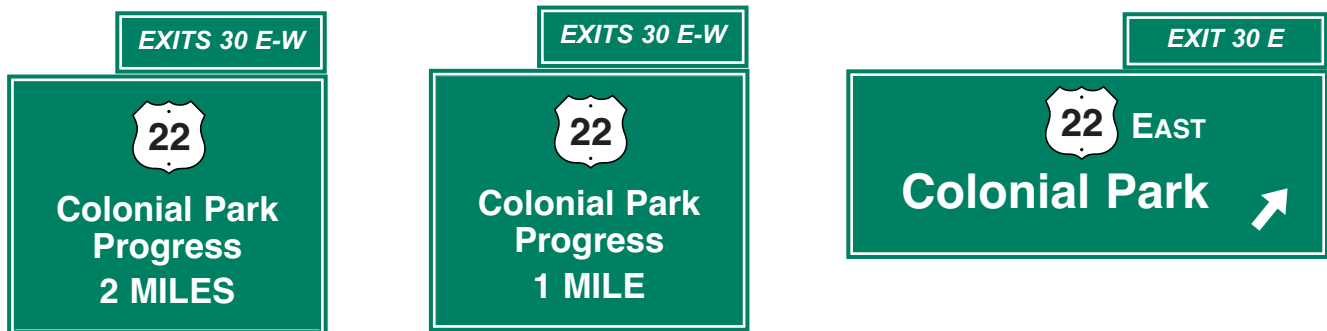 EXITS 30 E-W
22
Colonial Park
Progress
2 MILES
EXITS 30 E-W
22
Colonial Park
Progress
1 MILE
EXIT 30 E
22 EAST
Colonial Park